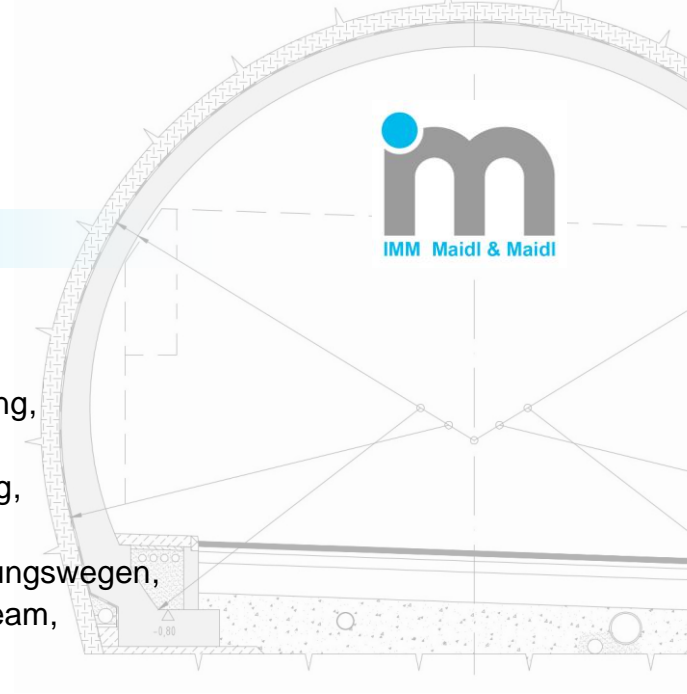 IMM Maidl & Maidl
ng,
g,
ungswegen,
eam,
-0,80